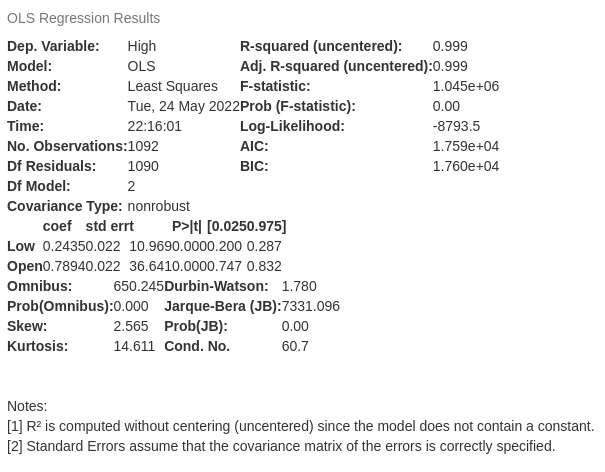 OLS Regression Results
Dep. Variable: High R-squared (uncentered): 0.999
Model: OLS Adj. R-squared (uncentered): 0.999
Method: Least Squares F-statistic: 1.045e+06
Date: Tue, 24 May 2022 Prob (F-statistic): 0.00
Time: 22:16:01 Log-Likelihood: -8793.5
No. Observations: 1092 AIC: 1.759e+04
Df Residuals: 1090 BIC: 1.760e+04
Df Model: 2
Covariance Type: nonrobust
coef std err t P>|t| [0.025 0.975]
Low 0.2435 0.022 10.969 0.000 0.200 0.287
Open 0.7894 0.022 36.641 0.000 0.747 0.832
Omnibus: 650.245 Durbin-Watson: 1.780
Prob(Omnibus): 0.000 Jarque-Bera (JB): 7331.096
Skew: 2.565 Prob(JB): 0.00
Kurtosis: 14.611 Cond. No. 60.7
Notes:
[1] R² is computed without centering (uncentered) since the model does not contain a constant.
[2] Standard Errors assume that the covariance matrix of the errors is correctly specified.